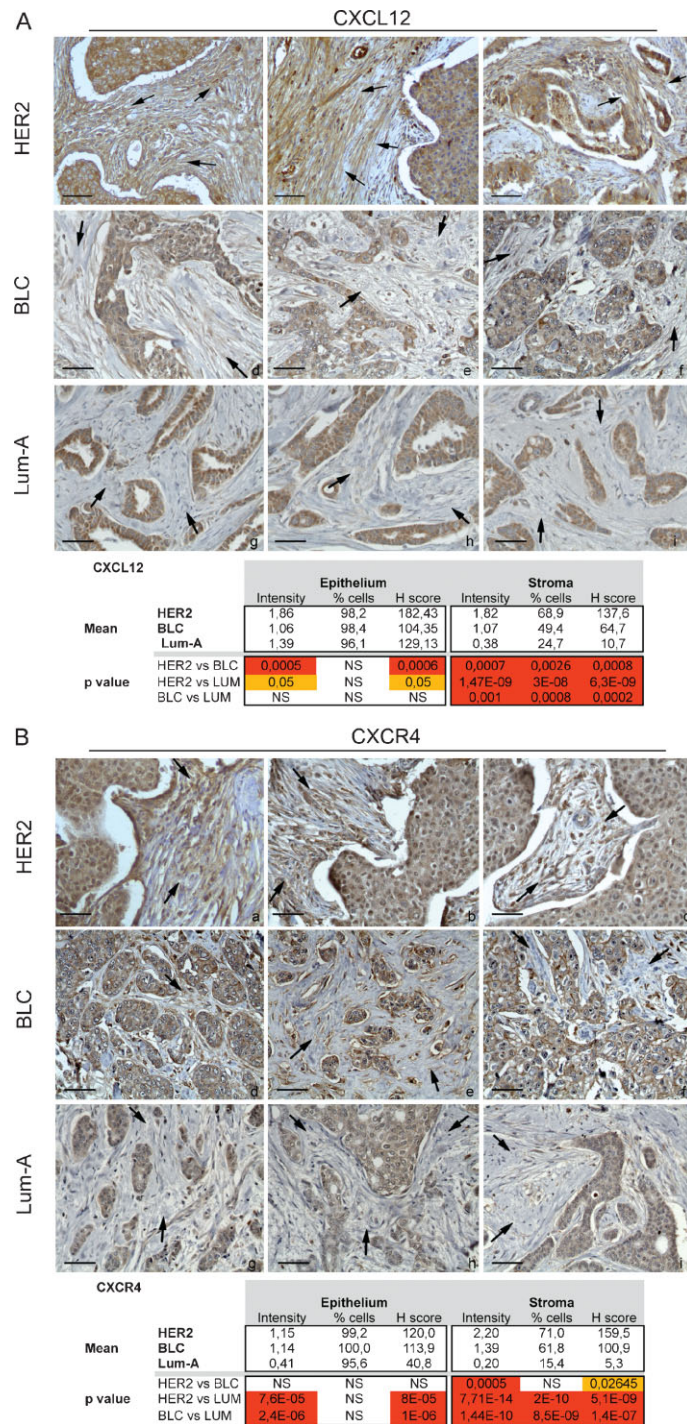 A CXCL12
HER2
BLC
d e f
Lum-A
g h i
CXCL12
Epithelium Stroma
Intensity % cells H score Intensity % cells H score
Mean
HER2 1,86 98,2 182,43 1,82 68,9 137,6
BLC 1,06 98,4 104,35 1,07 49,4 64,7
Lum-A 1,39 96,1 129,13 0,38 24,7 10,7
p value
HER2 vs BLC 0,0005 NS 0,0006 0,0007 0,0026 0,0008
HER2 vs LUM 0,05 NS 0,05 1,47E-09 3E-08 6,3E-09
BLC vs LUM NS NS NS 0,001 0,0008 0,0002
B CXCR4
HER2
a b c
BLC
d e f
Lum-A
g h i
CXCR4
Epithelium Stroma
Intensity % cells H score Intensity % cells H score
Mean
HER2 1,15 99,2 120,0 2,20 71,0 159,5
BLC 1,14 100,0 113,9 1,39 61,8 100,9
Lum-A 0,41 95,6 40,8 0,20 15,4 5,3
p value
HER2 vs BLC NS NS NS 0,0005 NS 0,02645
HER2 vs LUM 7,6E-05 NS 8E-05 7,71E-14 2E-10 5,1E-09
BLC vs LUM 2,4E-06 NS 1E-06 1,44E-10 8,5E-09 1,4E-07